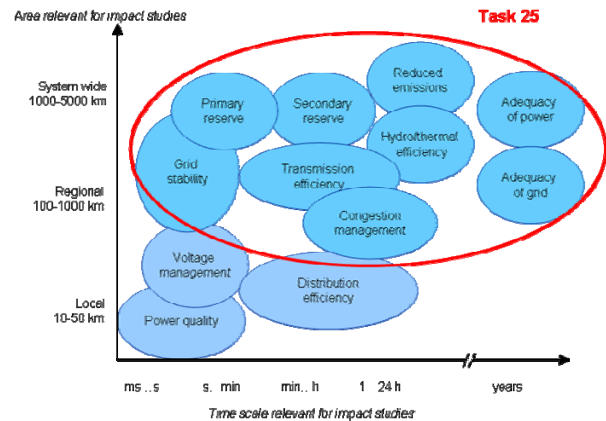 Area relevant for impact studies
Task 25
System wide
1000-5000 km
Regional
100-1000 km
Local
10-50 km
Reduced
emissions
Primary
reserve
Secondary
reserve
Adequacy
of power
Hydro/thermal
efficiency
Grid
stability
Transmission
efficiency
Adequacy
of grid
Congestion
management
Voltage
management
Distribution
efficiency
Power quality
ms...s
s.. min
min.. h
1 24 h
years
Time scale relevant for impact studies